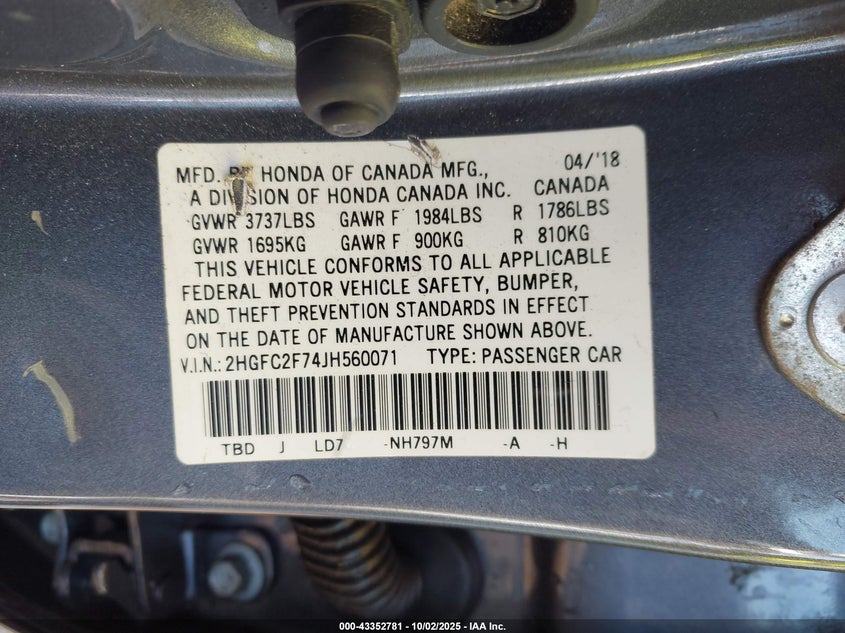 MFD. BY HONDA OF CANADA MFG., 04/'18
A DIVISION OF HONDA CANADA INC. CANADA
GVWR 3737LBS GAWR F 1984LBS R 1786LBS
GVWR 1695KG GAWR F 900KG R 810KG
THIS VEHICLE CONFORMS TO ALL APPLICABLE
FEDERAL MOTOR VEHICLE SAFETY, BUMPER,
AND THEFT PREVENTION STANDARDS IN EFFECT
ON THE DATE OF MANUFACTURE SHOWN ABOVE.
V.I.N.: 2HGFC2F74JH560071 TYPE: PASSENGER CAR
TBD J LD7 -NH797M -A -H
000-43352781 - 10/02/2025 - IAA Inc.